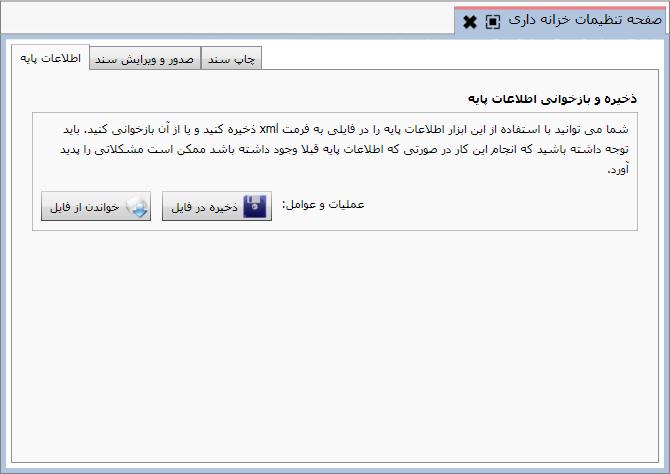 صفحه تنظیمات خزانه داری
اطلاعات پایه
صدور و ویرایش سند
چاپ سند
ذخیره و بازخوانی اطلاعات پایه
شما می توانید با استفاده از این ابزار اطلاعات پایه را در فایلی به فرمت xml ذخیره کنید و یا از آن بازخوانی کنید. باید
توجه داشته باشید که انجام این کار در صورتی که اطلاعات پایه قبلا وجود داشته باشد ممکن است مشکلاتی را پدید
آورد.
عملیات و عوامل:
ذخیره در فایل
خواندن از فایل